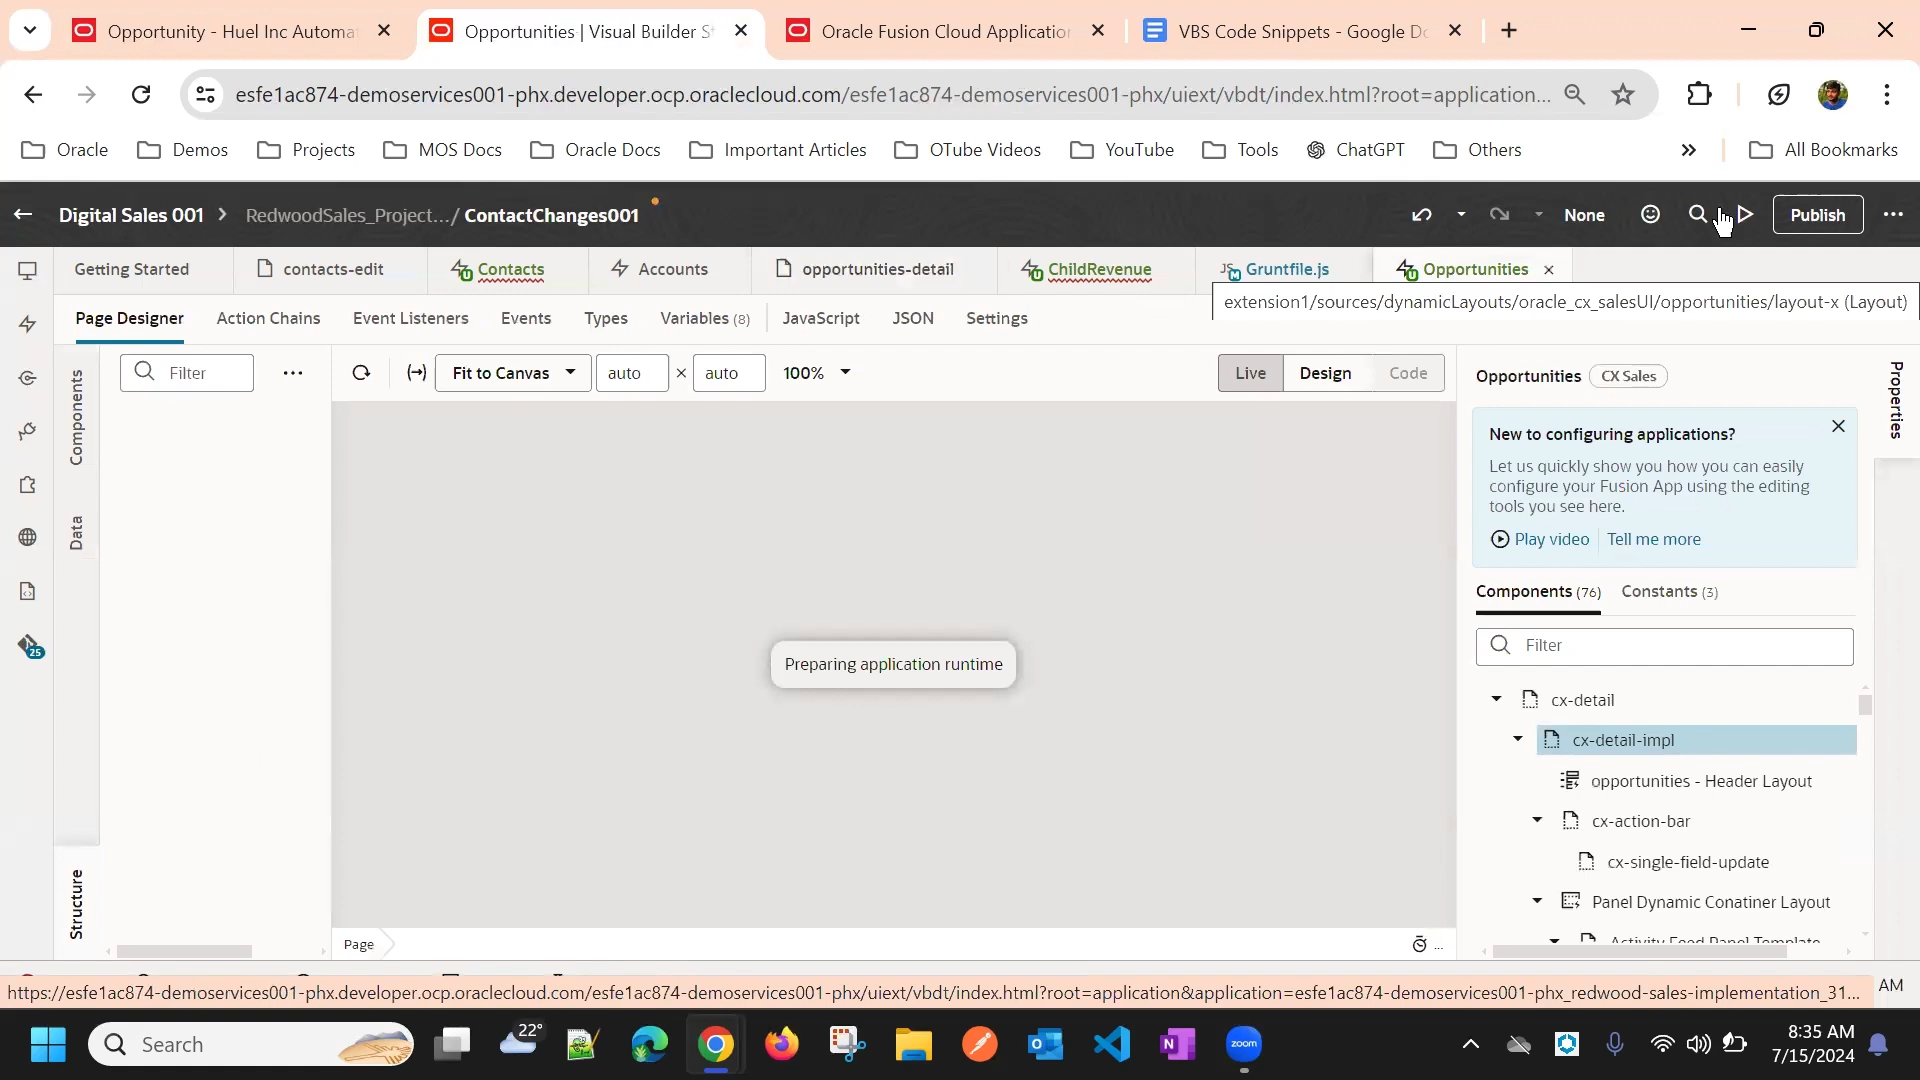 Opportunity - Huel Inc Automa
Opportunities | Visual Builder S
Oracle Fusion Cloud Application
VBS Code Snippets - Google Do
esfe1ac874-demoservices001-phx.developer.ocp.oraclecloud.com/esfe1ac874-demoservices001-phx/uiext/vbdt/index.html?root=application...
Oracle Demos Projects MOS Docs Oracle Docs Important Articles OTube Videos YouTube Tools ChatGPT Others » All Bookmarks
Digital Sales 001 > RedwoodSales_Project.../ ContactChanges001 None Publish
Getting Started contacts-edit Contacts Accounts opportunities-detail ChildRevenue JS Gruntfile.js Opportunities
extension1/sources/dynamicLayouts/oracle_cx_salesUI/opportunities/layout-x (Layout)
Page Designer Action Chains Event Listeners Events Types Variables (8) JavaScript JSON Settings
Filter Fit to Canvas auto × auto 100% Live Design Code
Components
Data
Structure
Preparing application runtime
Page
...
Opportunities CX Sales
Properties
New to configuring applications?
Let us quickly show you how you can easily
configure your Fusion App using the editing
tools you see here.
Play video Tell me more
Components (76) Constants (3)
Filter
cx-detail
cx-detail-impl
opportunities - Header Layout
cx-action-bar
cx-single-field-update
Panel Dynamic Conatiner Layout
Activity Feed Panel Template
25
https://esfe1ac874-demoservices001-phx.developer.ocp.oraclecloud.com/esfe1ac874-demoservices001-phx/uiext/vbdt/index.html?root=application&application=esfe1ac874-demoservices001-phx_redwood-sales-implementation_31... AM
Search 22° zoom 8:35 AM
7/15/2024